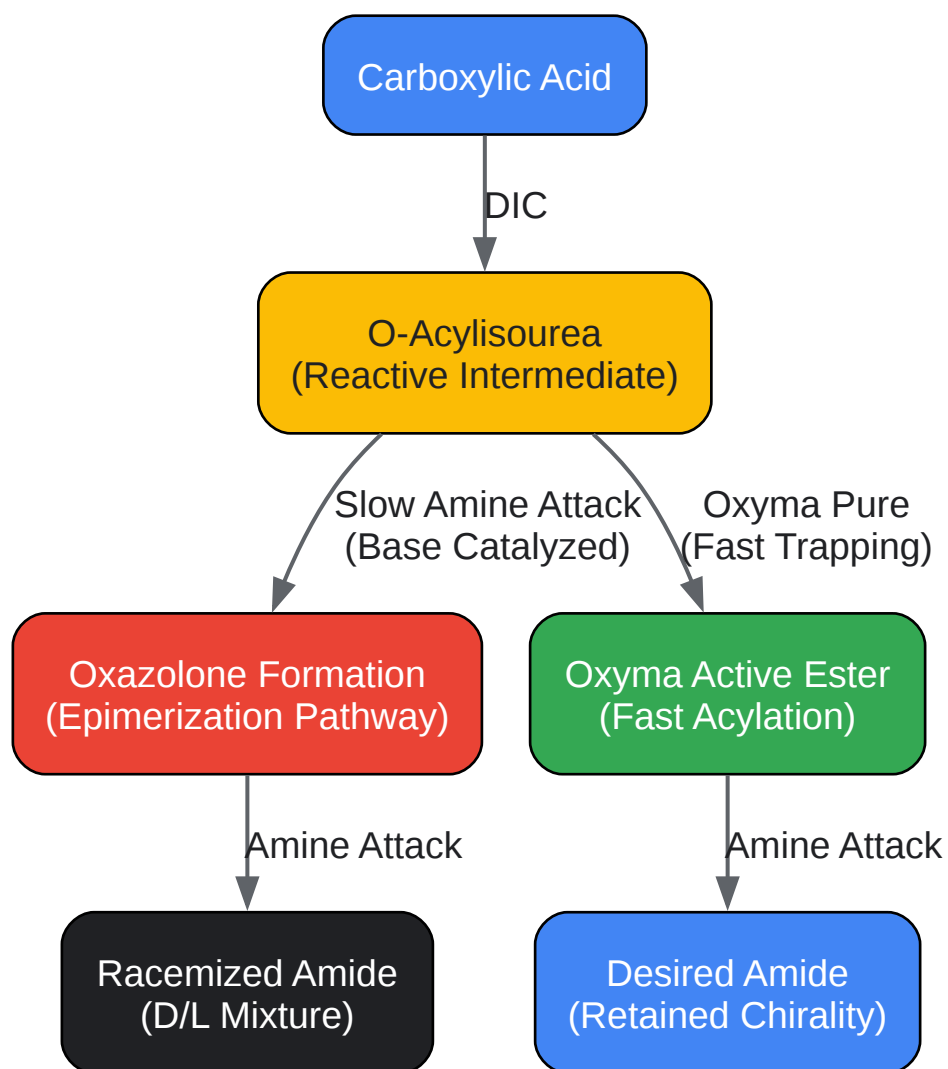 Carboxylic Acid
DIC
O-Acylisourea
(Reactive Intermediate)
Slow Amine Attack
(Base Catalyzed)
Oxyma Pure
(Fast Trapping)
Oxazolone Formation
(Epimerization Pathway)
Oxyma Active Ester
(Fast Acylation)
Amine Attack
Amine Attack
Racemized Amide
(D/L Mixture)
Desired Amide
(Retained Chirality)